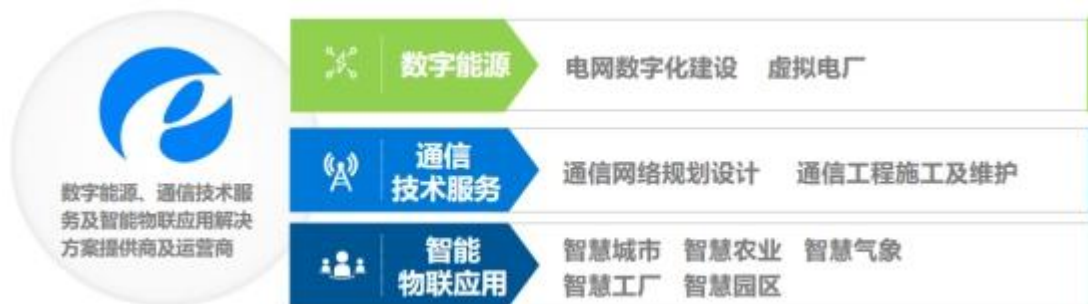 数字能源、通信技术服
务及智能物联应用解决
方案提供商及运营商
数字能源
电网数字化建设 虚拟电厂
通信
技术服务
通信网络规划设计 通信工程施工及维护
智能
物联应用
智慧城市 智慧农业 智慧气象
智慧工厂 智慧园区